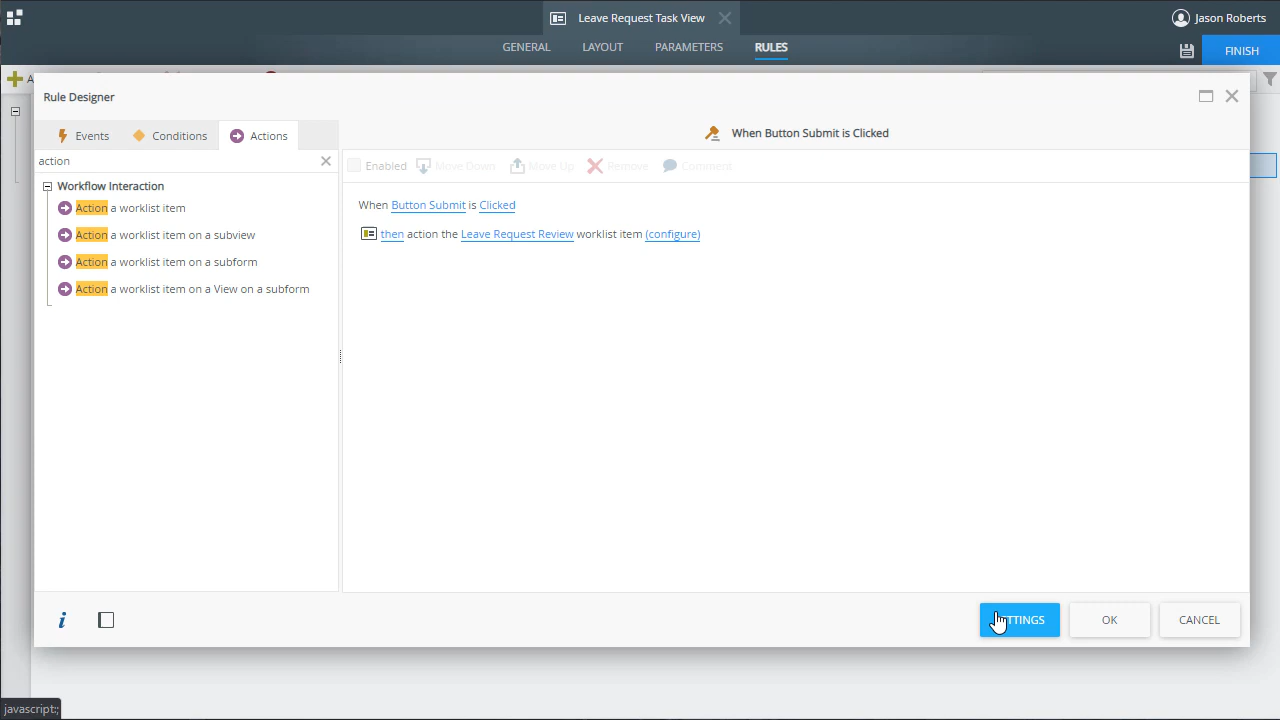 Leave Request Task View
Jason Roberts
GENERAL LAYOUT PARAMETERS RULES
FINISH
A
Rule Designer
Events Conditions Actions
When Button Submit is Clicked
action
Enabled Move Down Move Up Remove Comment
Workflow Interaction
Action a worklist item
Action a worklist item on a subview
Action a worklist item on a subform
Action a worklist item on a View on a subform
When Button Submit is Clicked
then action the Leave Request Review worklist item (configure)
i
TTINGS OK CANCEL
javascript:;